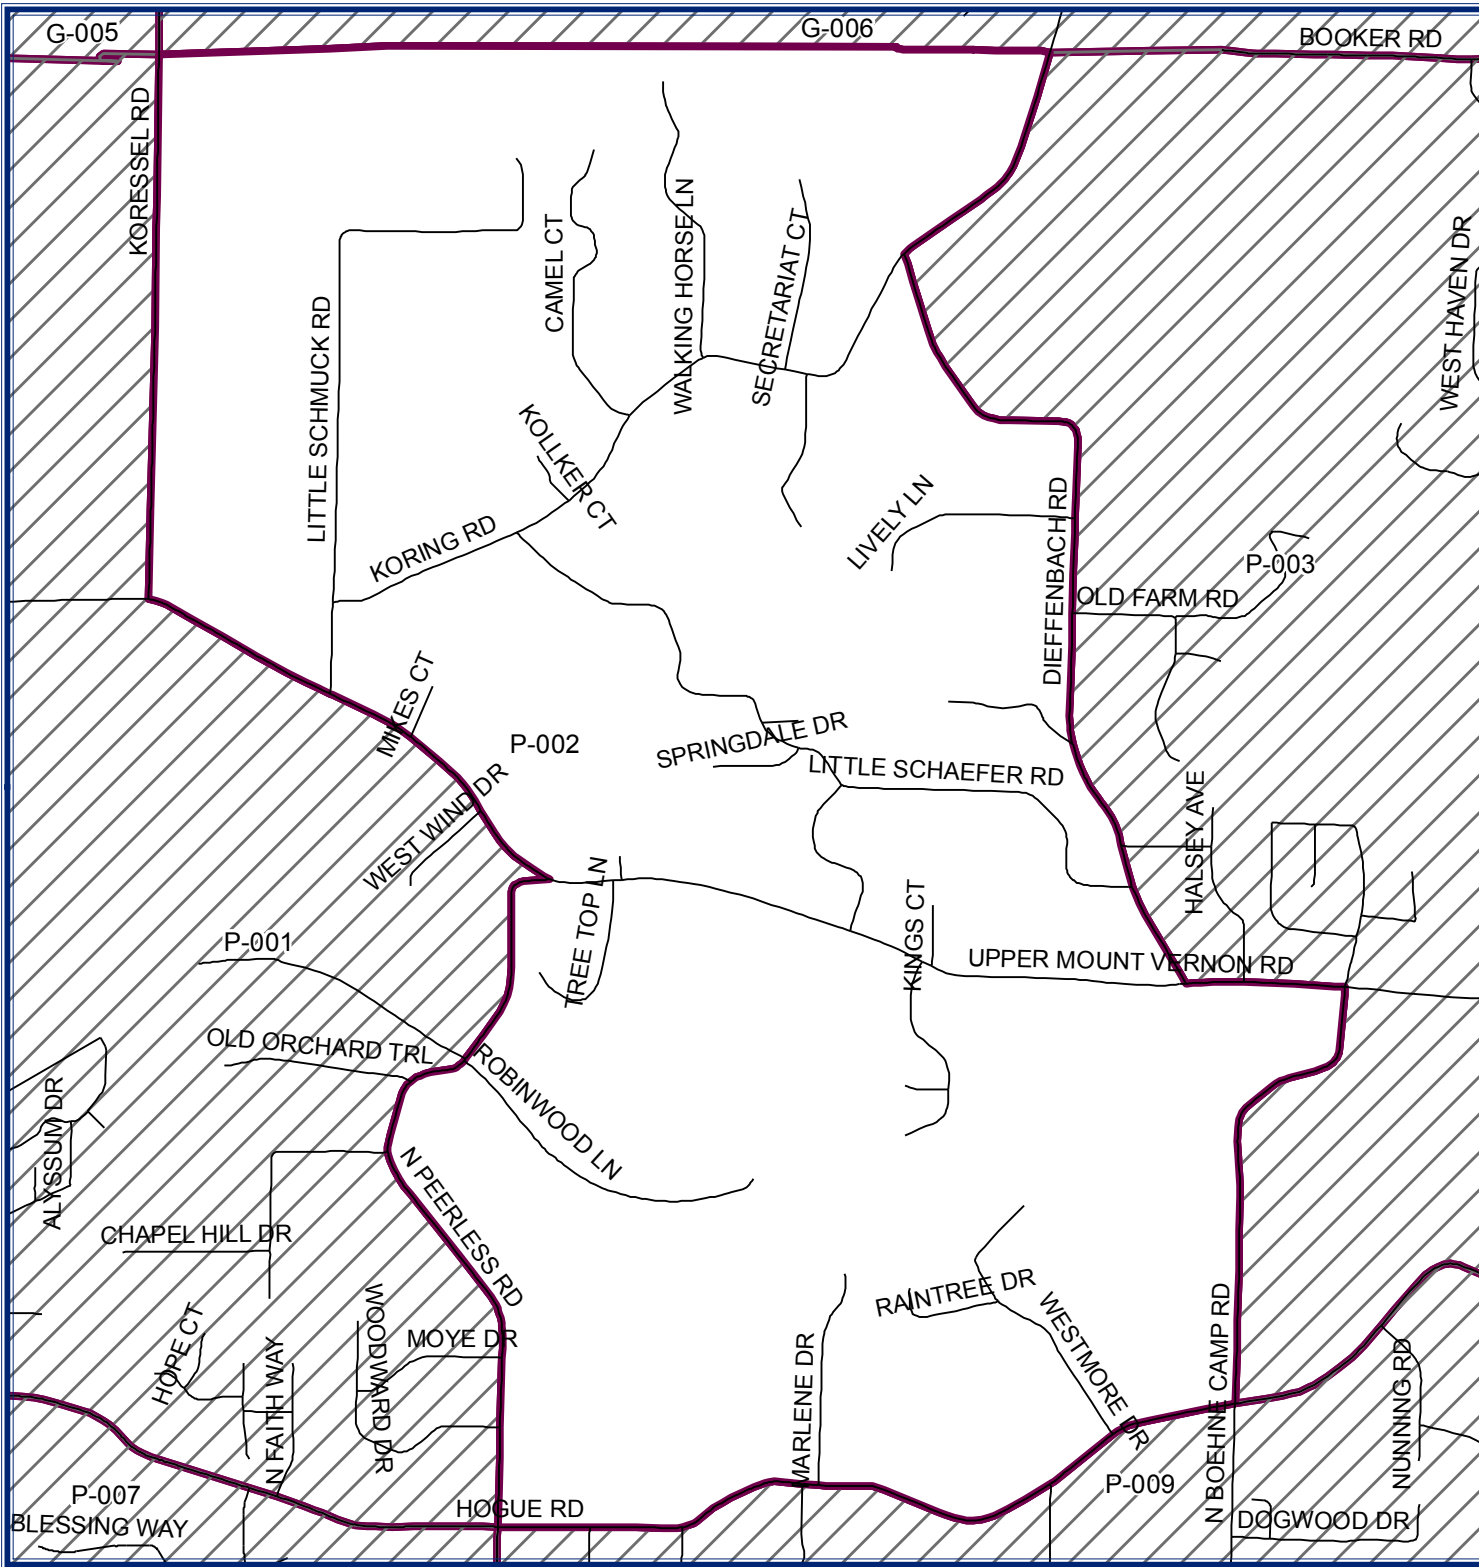 G-005
G-006
BOOKER RD
KORESSEL RD
CAMEL CT
WALKING HORSE LN
SECRETARIAT CT
WEST HAVEN DR
LITTLE SCHMUCK RD
KOLLKER CT
KORING RD
LIVELY LN
DIEFFENBACH RD
P-003
OLD FARM RD
MIKES CT
P-002
SPRINGDALE DR
LITTLE SCHAEFER RD
WEST WIND DR
HALSEY AVE
TREE TOP LN
KINGS CT
P-001
UPPER MOUNT VERNON RD
OLD ORCHARD TRL
ROBINWOOD LN
ALYSSUM DR
N PEERLESS RD
CHAPEL HILL DR
RAINTREE DR
WESTMORE DR
HOPE CT
WOODWARD DR
MOYE DR
N FAITH WAY
MARLENE DR
N BOEHNE CAMP RD
NUNNING RD
P-007
P-009
HOGUE RD
BLESSING WAY
DOGWOOD DR